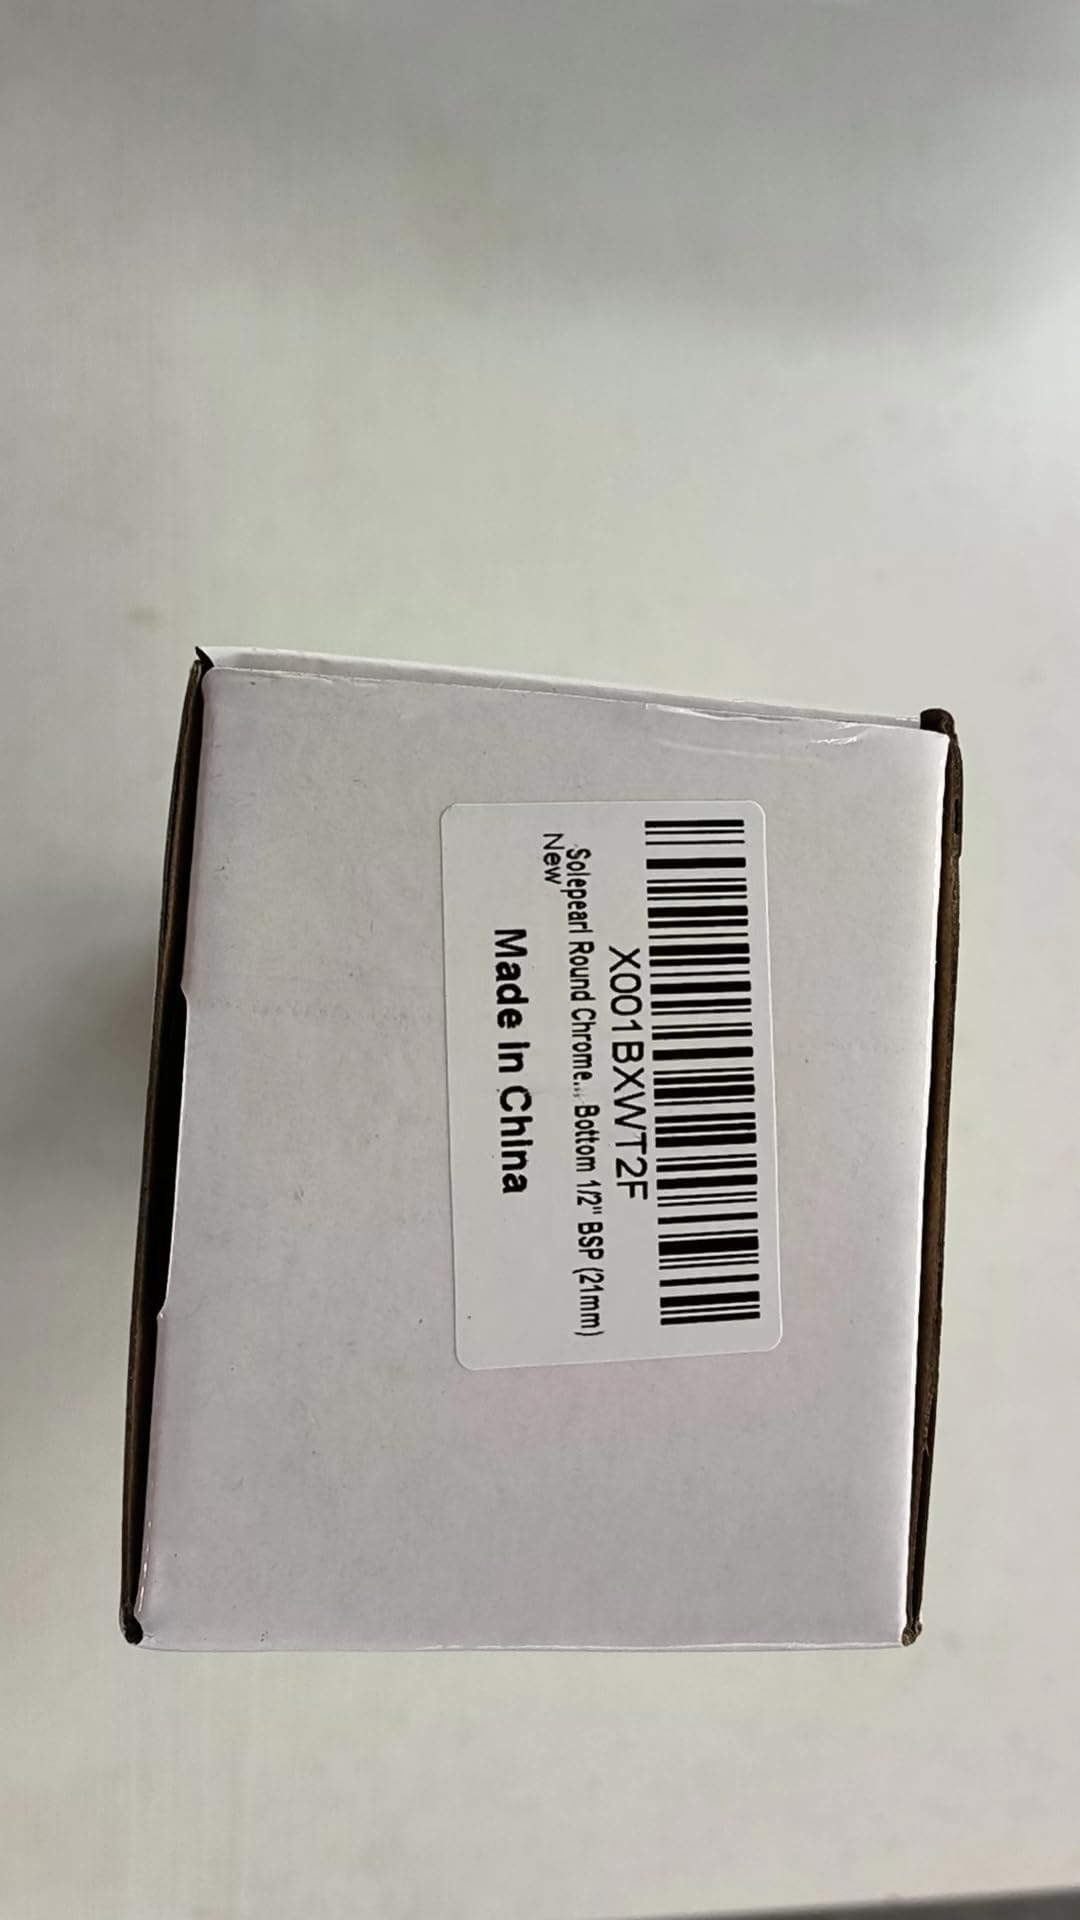 X001BXWT2F
Solepearl Round Chrome... Bottom 1/2" BSP (21mm)
New
Made in China